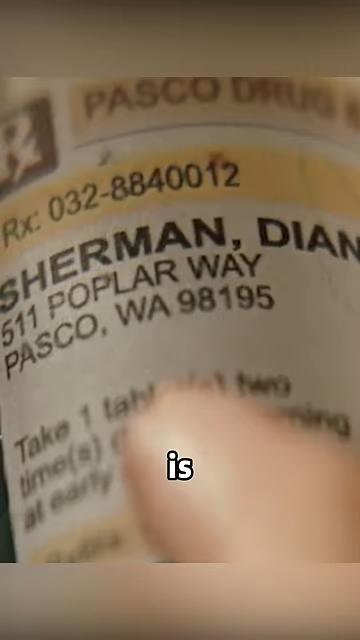 PASCO DRUG
Rx: 032-8840012
SHERMAN, DIAN
511 POPLAR WAY
PASCO, WA 98195
Take 1 two
time(s)
at early
is